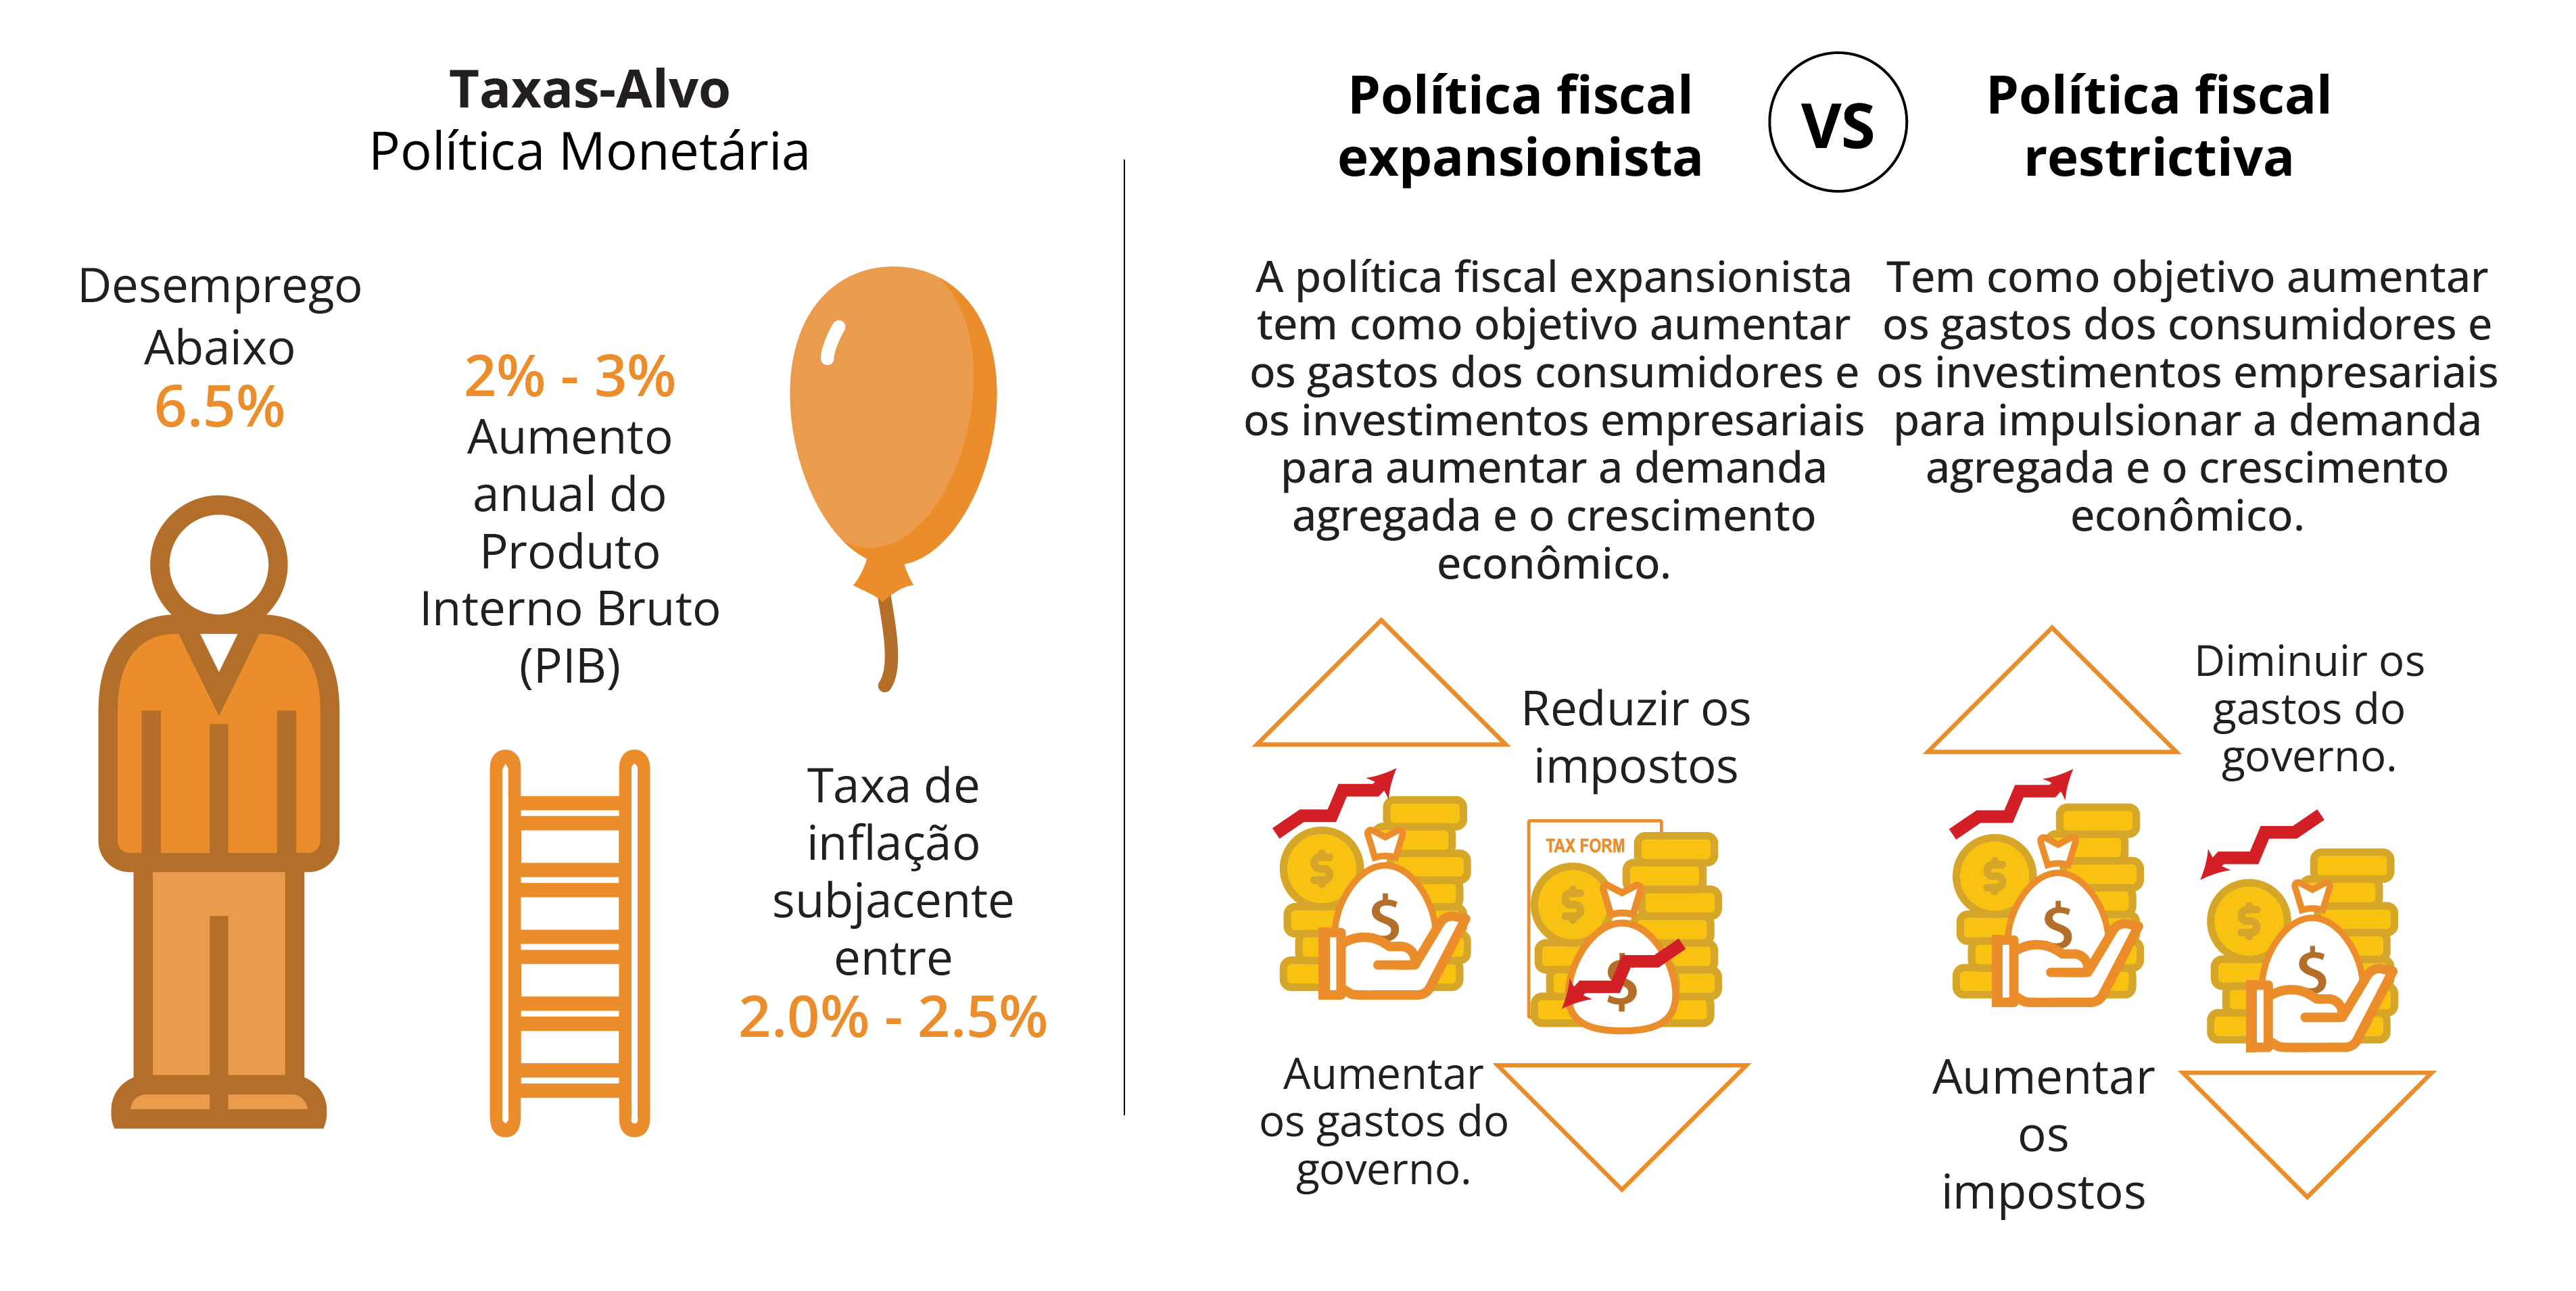 Taxas-Alvo
Política Monetária
Desemprego
Abaixo
6.5%
2% - 3%
Aumento
anual do
Produto
Interno Bruto
(PIB)
Taxa de
inflação
subjacente
entre
2.0% - 2.5%
Política fiscal
expansionista
VS
Política fiscal
restrictiva
A política fiscal expansionista
tem como objetivo aumentar
os gastos dos consumidores e
os investimentos empresariais
para aumentar a demanda
agregada e o crescimento
econômico.
Tem como objetivo aumentar
os gastos dos consumidores e
os investimentos empresariais
para impulsionar a demanda
agregada e o crescimento
econômico.
$
$
Aumentar
os gastos do
governo.
Reduzir os
impostos
TAX FORM
$
$
$
$
Aumentar
os
impostos
Diminuir os
gastos do
governo.
$
$